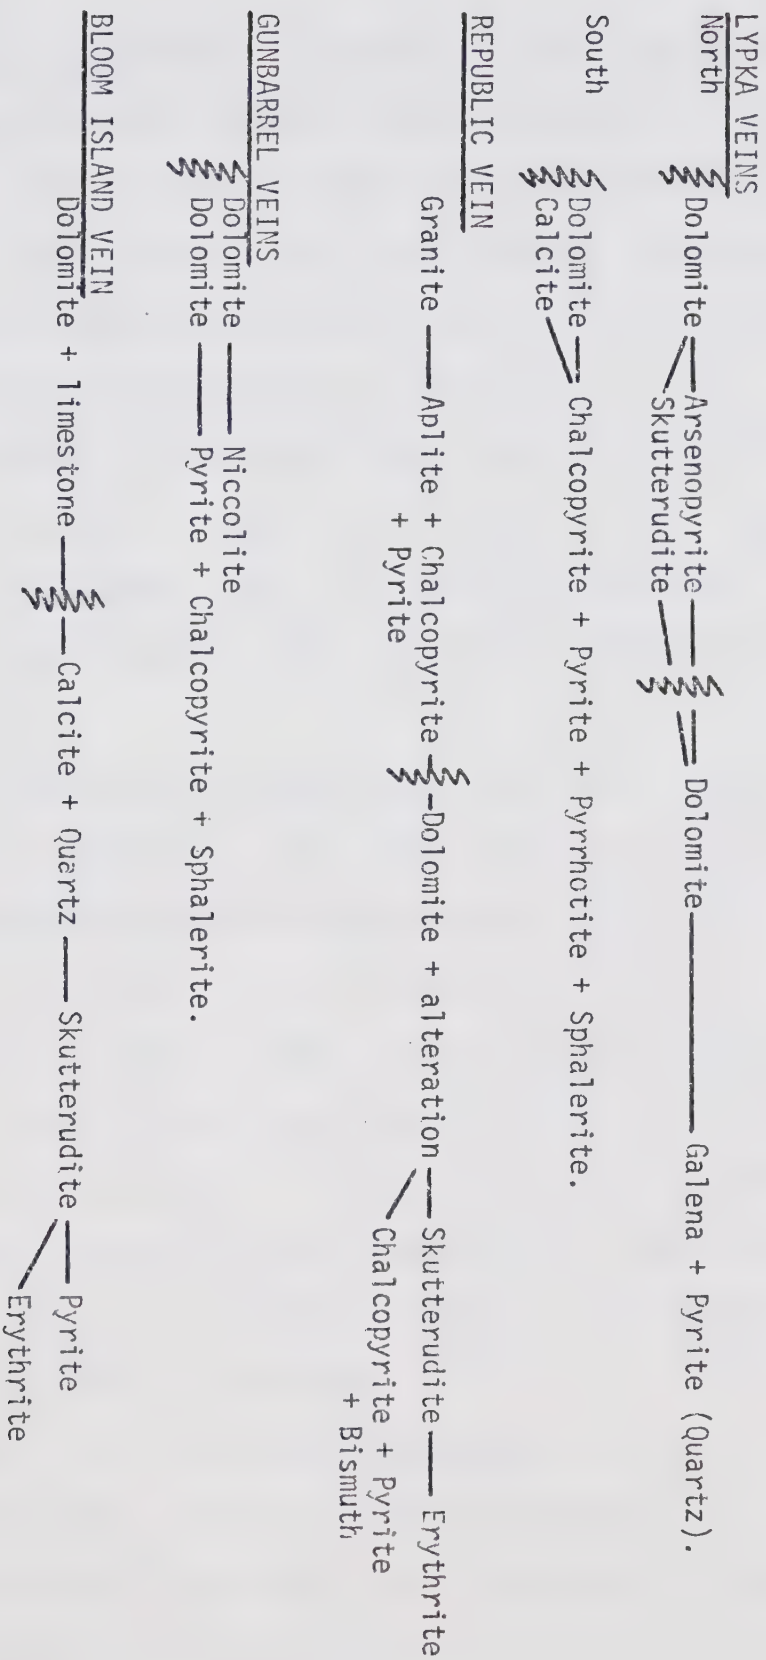 LYPKA VEINS
North Dolomite Arsenopyrite Dolomite Galena + Pyrite (Quartz).
Skutterudite
South Dolomite Chalcopyrite + Pyrite + Pyrrhotite + Sphalerite.
Calcite
REPUBLIC VEIN
Granite Aplite + Chalcopyrite Dolomite + alteration Skutterudite Erythrite
+ Pyrite Chalcopyrite + Pyrite
+ Bismuth
GUNBARREL VEINS
Dolomite Niccolite
Dolomite Pyrite + Chalcopyrite + Sphalerite.
BLOOM ISLAND VEIN
Dolomite + limestone Calcite + Quartz Skutterudite Pyrite
Erythrite